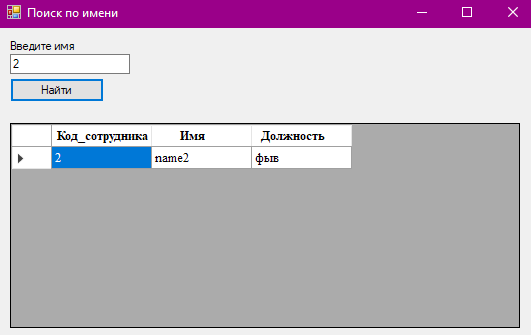 Поиск по имени
Введите имя
2
Найти
Код_сотрудника Имя Должность
2 name2 фыв